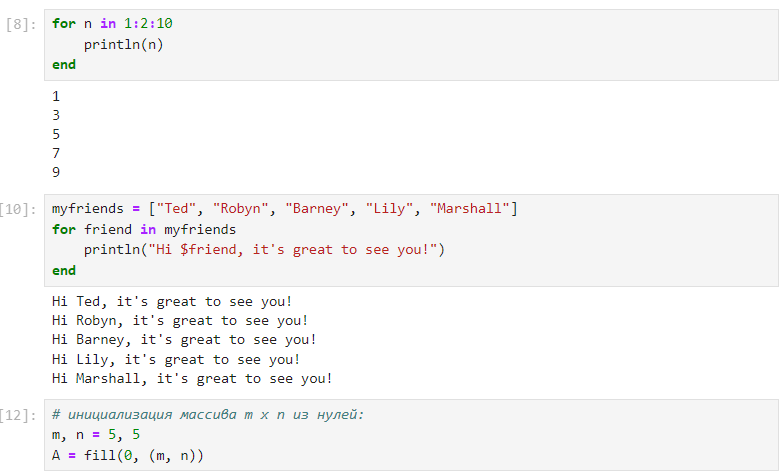 [8]:
for n in 1:2:10
    println(n)
end
1
3
5
7
9
[10]:
myfriends = ["Ted", "Robyn", "Barney", "Lily", "Marshall"]
for friend in myfriends
    println("Hi $friend, it's great to see you!")
end
Hi Ted, it's great to see you!
Hi Robyn, it's great to see you!
Hi Barney, it's great to see you!
Hi Lily, it's great to see you!
Hi Marshall, it's great to see you!
[12]:
# инициализация массива m x n из нулей:
m, n = 5, 5
A = fill(0, (m, n))